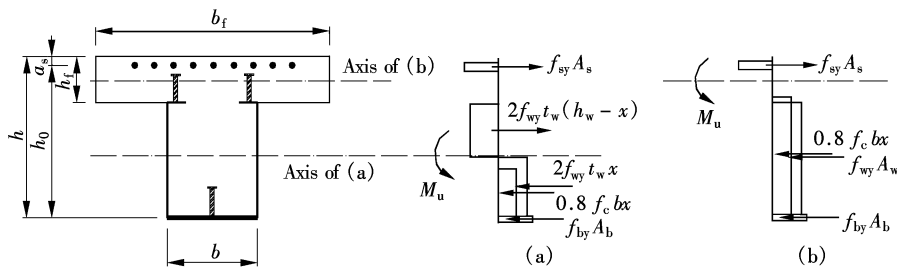 b_f
a_s
h_f
h
h_0
b
Axis of (b)
Axis of (a)
f_sy A_s
2f_wy t_w (h_w − x)
M_u
2f_wy t_w x
0.8 f_c bx
f_by A_b
(a)
f_sy A_s
M_u
0.8 f_c bx
f_wy A_w
f_by A_b
(b)